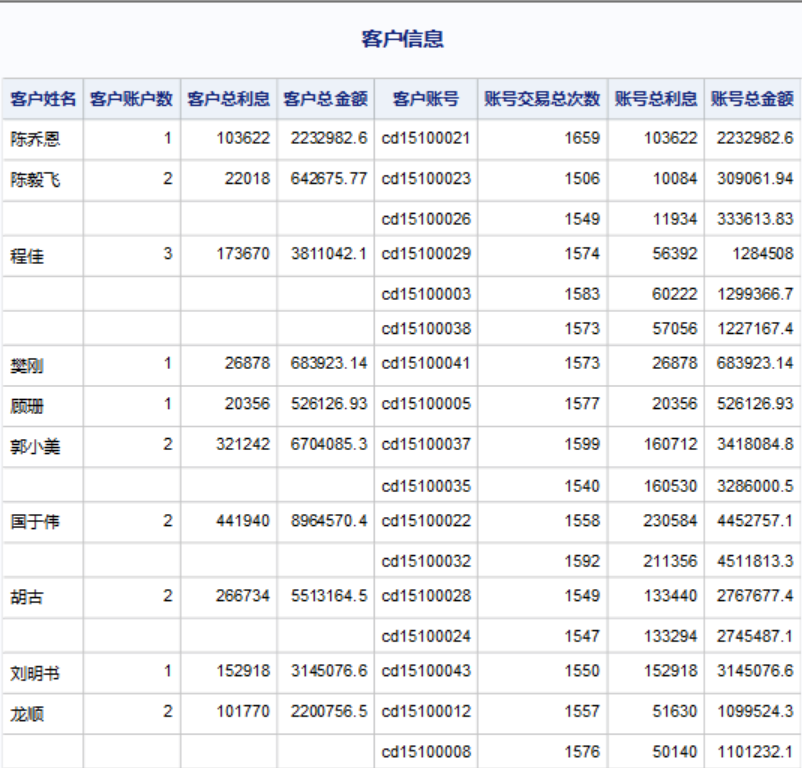 客户信息
客户姓名 客户账户数 客户总利息 客户总金额 客户账号 账号交易总次数 账号总利息 账号总金额
陈乔恩 1 103622 2232982.6 cd15100021 1659 103622 2232982.6
陈毅飞 2 22018 642675.77 cd15100023 1506 10084 309061.94
cd15100026 1549 11934 333613.83
程佳 3 173670 3811042.1 cd15100029 1574 56392 1284508
cd15100003 1583 60222 1299366.7
cd15100038 1573 57056 1227167.4
樊刚 1 26878 683923.14 cd15100041 1573 26878 683923.14
顾珊 1 20356 526126.93 cd15100005 1577 20356 526126.93
郭小美 2 321242 6704085.3 cd15100037 1599 160712 3418084.8
cd15100035 1540 160530 3286000.5
国于伟 2 441940 8964570.4 cd15100022 1558 230584 4452757.1
cd15100032 1592 211356 4511813.3
胡古 2 266734 5513164.5 cd15100028 1549 133440 2767677.4
cd15100024 1547 133294 2745487.1
刘明书 1 152918 3145076.6 cd15100043 1550 152918 3145076.6
龙顺 2 101770 2200756.5 cd15100012 1557 51630 1099524.3
cd15100008 1576 50140 1101232.1